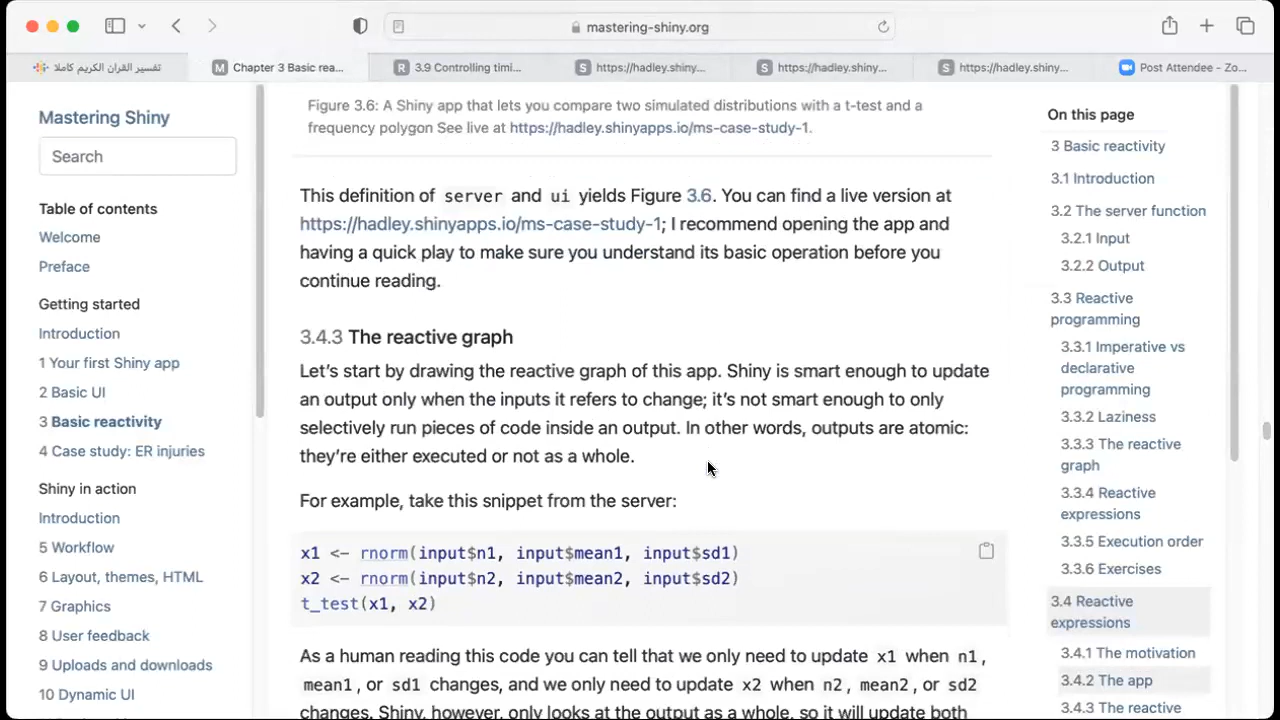 mastering-shiny.org
تفسير القران الكريم كاملا
Chapter 3 Basic rea...
3.9 Controlling timi...
https://hadley.shiny...
https://hadley.shiny...
https://hadley.shiny...
Post Attendee - Zo...
Mastering Shiny
Search
Table of contents
Welcome
Preface
Getting started
Introduction
1 Your first Shiny app
2 Basic UI
3 Basic reactivity
4 Case study: ER injuries
Shiny in action
Introduction
5 Workflow
6 Layout, themes, HTML
7 Graphics
8 User feedback
9 Uploads and downloads
10 Dynamic UI
Figure 3.6: A Shiny app that lets you compare two simulated distributions with a t-test and a
frequency polygon See live at https://hadley.shinyapps.io/ms-case-study-1.
This definition of server and ui yields Figure 3.6. You can find a live version at
https://hadley.shinyapps.io/ms-case-study-1; I recommend opening the app and
having a quick play to make sure you understand its basic operation before you
continue reading.
3.4.3 The reactive graph
Let's start by drawing the reactive graph of this app. Shiny is smart enough to update
an output only when the inputs it refers to change; it's not smart enough to only
selectively run pieces of code inside an output. In other words, outputs are atomic:
they're either executed or not as a whole.
For example, take this snippet from the server:
x1 <- rnorm(input$n1, input$mean1, input$sd1)
x2 <- rnorm(input$n2, input$mean2, input$sd2)
t_test(x1, x2)
As a human reading this code you can tell that we only need to update x1 when n1,
mean1, or sd1 changes, and we only need to update x2 when n2, mean2, or sd2
changes. Shiny, however, only looks at the output as a whole, so it will update both
On this page
3 Basic reactivity
3.1 Introduction
3.2 The server function
3.2.1 Input
3.2.2 Output
3.3 Reactive
programming
3.3.1 Imperative vs
declarative
programming
3.3.2 Laziness
3.3.3 The reactive
graph
3.3.4 Reactive
expressions
3.3.5 Execution order
3.3.6 Exercises
3.4 Reactive
expressions
3.4.1 The motivation
3.4.2 The app
3.4.3 The reactive